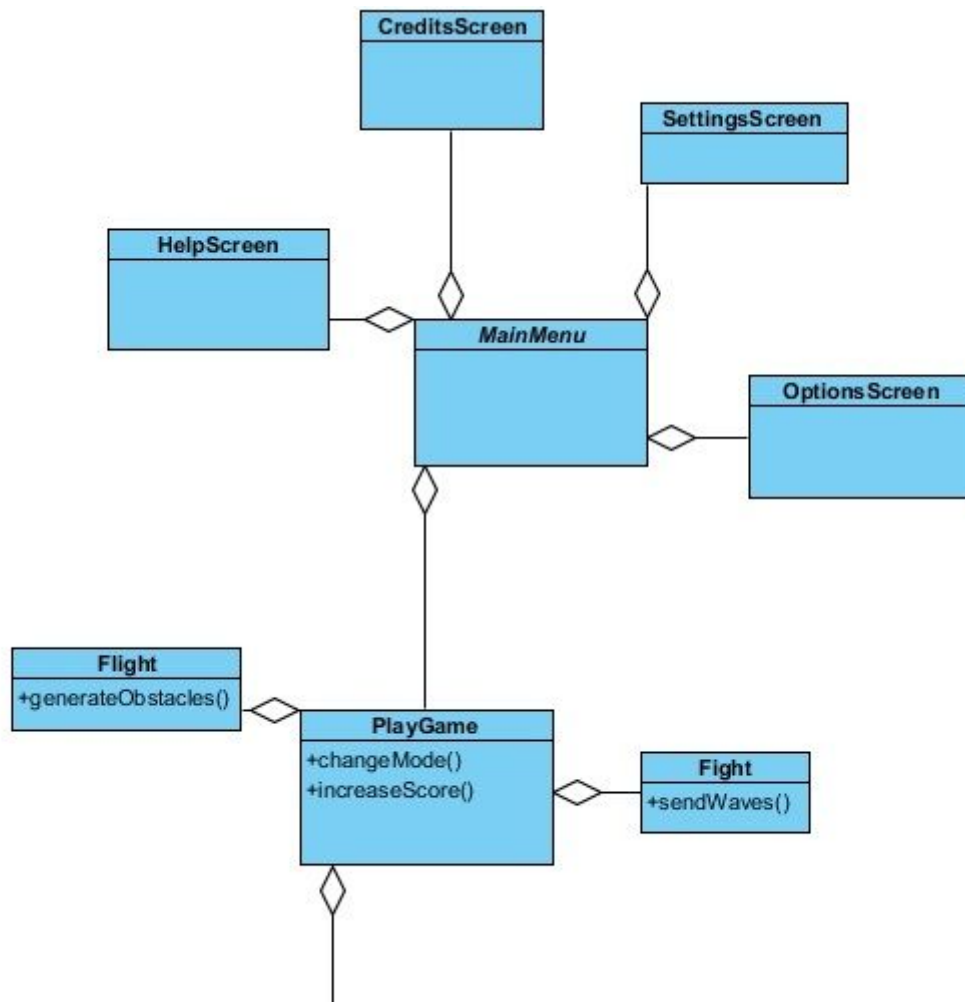 CreditsScreen
SettingsScreen
HelpScreen
MainMenu
OptionsScreen
Flight
+generateObstacles()
PlayGame
+changeMode()
+increaseScore()
Fight
+sendWaves()